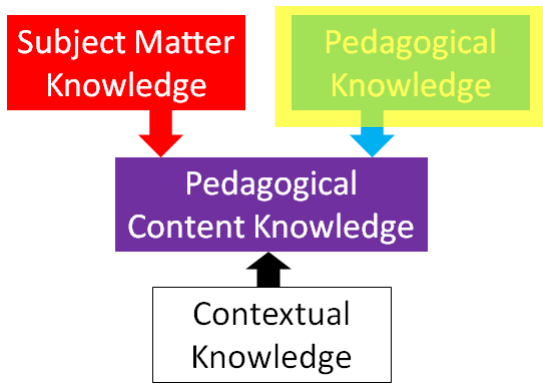 Subject Matter
Knowledge
Pedagogical
Knowledge
Pedagogical
Content Knowledge
Contextual
Knowledge